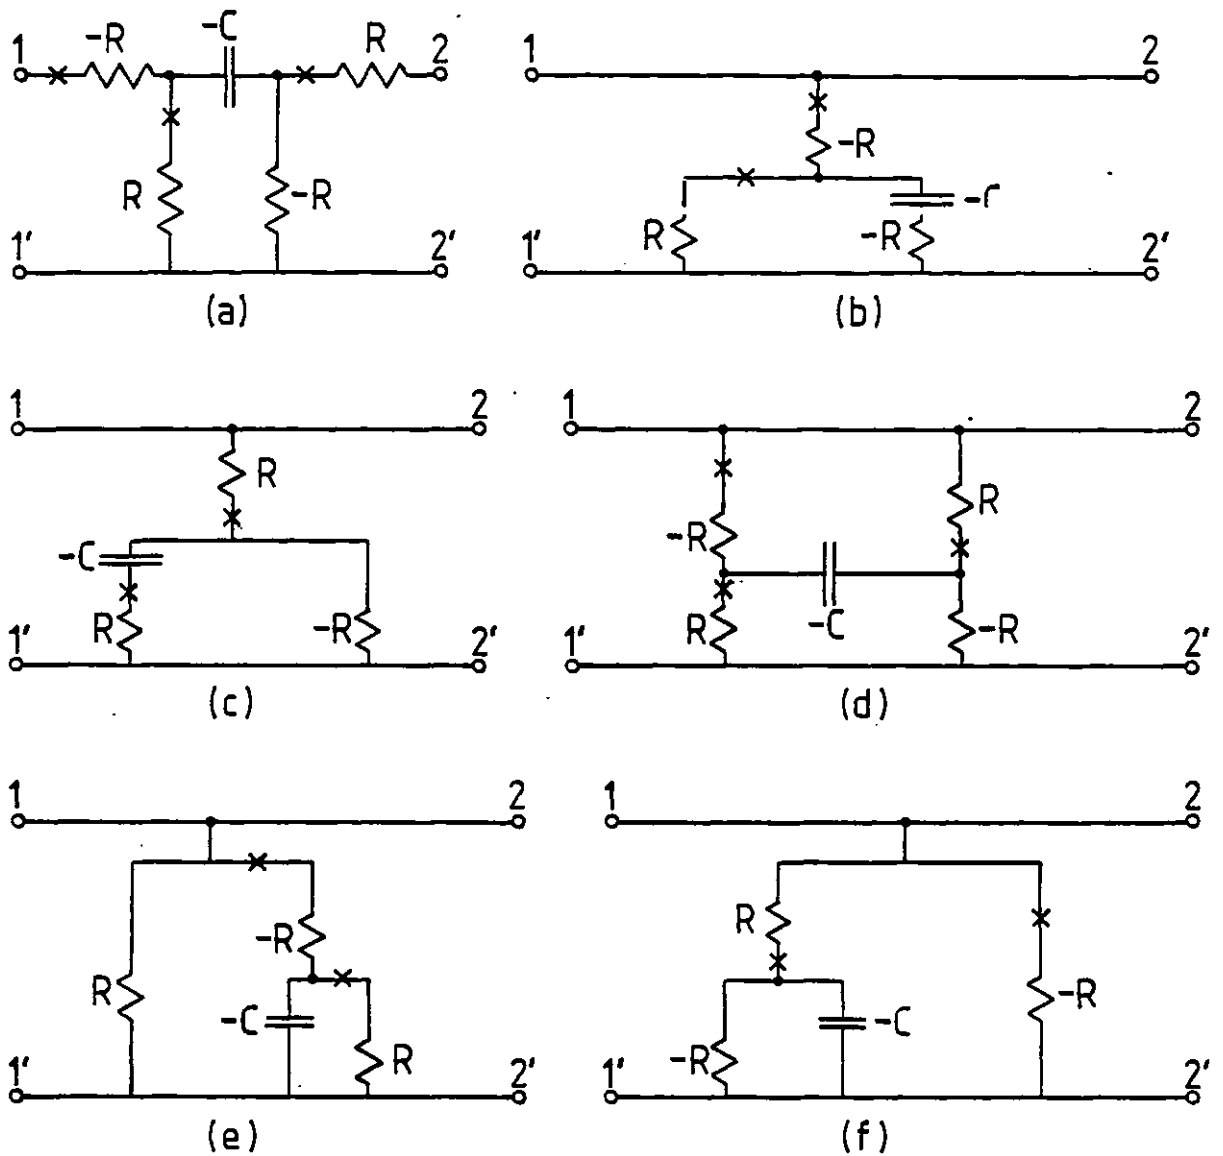 1 -R -C R 2
R -R
1' 2'
(a)
1 2
-R
-C
R -R
1' 2'
(b)
1 2
R
-C
R -R
1' 2'
(c)
1 2
R
-R
R -C -R
1' 2'
(d)
1 2
-R
R -C R
1' 2'
(e)
1 2
R
-R -C -R
1' 2'
(f)